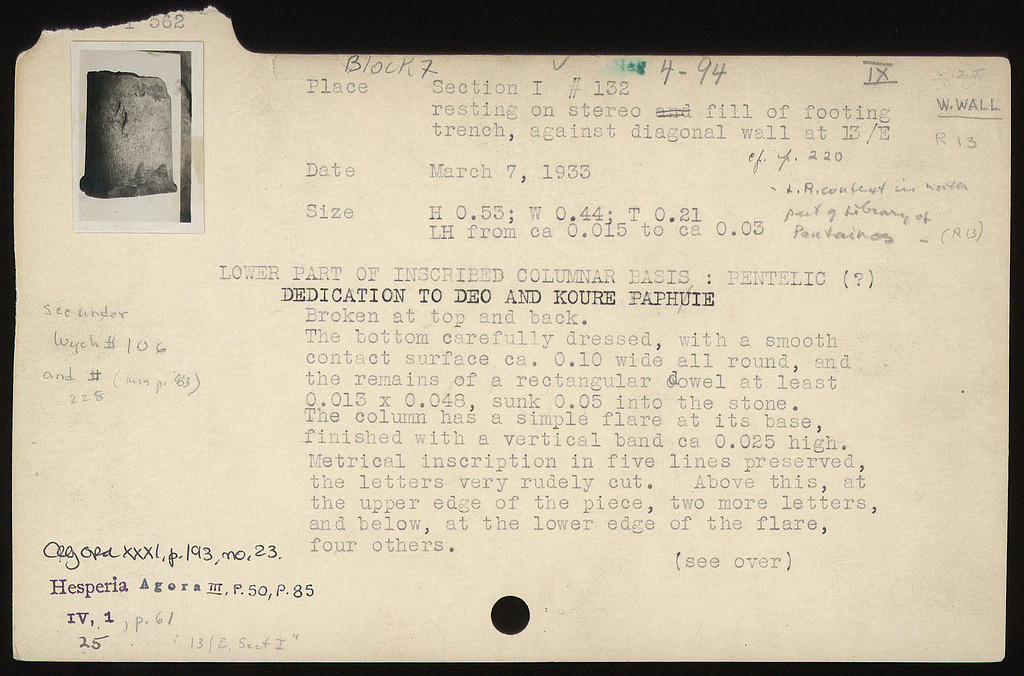 I 562
Block 7
4-94
IX
Place Section I # 132
W. WALL
resting on stereo and fill of footing
trench, against diagonal wall at 13/E
R 13
cf. p. 220
Date March 7, 1933
- L.R. context in north
part of Library of
Pantainos - (R 13)
Size H 0.53; W 0.44; T 0.21
LH from ca 0.015 to ca 0.03
LOWER PART OF INSCRIBED COLUMNAR BASIS : PENTELIC (?)
DEDICATION TO DEO AND KOURE PAPHUIE
Broken at top and back.
The bottom carefully dressed, with a smooth
contact surface ca. 0.10 wide all round, and
the remains of a rectangular dowel at least
0.013 x 0.048, sunk 0.05 into the stone.
The column has a simple flare at its base,
finished with a vertical band ca 0.025 high.
Metrical inscription in five lines preserved,
the letters very rudely cut. Above this, at
the upper edge of the piece, two more letters,
and below, at the lower edge of the flare,
four others.
(see over)
see under
Wych # 106
and # 228
Agora XXXI, p. 193, no. 23.
Hesperia Agora III, P. 50, P. 85
IV, 1, p. 61
25 "13/E, Sect I"